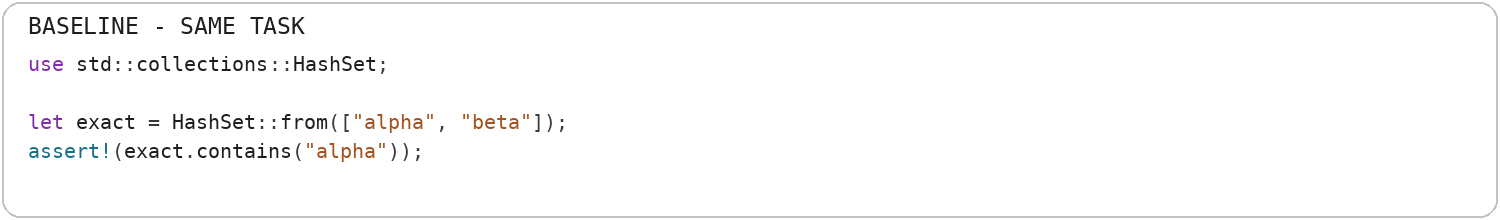 BASELINE - SAME TASK
use std::collections::HashSet;
let exact = HashSet::from(["alpha", "beta"]);
assert!(exact.contains("alpha"));